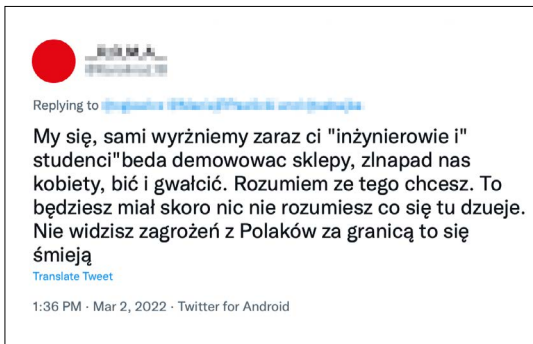 Replying to
My się, sami wyrżniemy zaraz ci "inżynierowie i"
studenci"beda demowowac sklepy, zlnapad nas
kobiety, bić i gwałcić. Rozumiem ze tego chcesz. To
będziesz miał skoro nic nie rozumiesz co się tu dzueje.
Nie widzisz zagrożeń z Polaków za granicą to się
śmieją
Translate Tweet
1:36 PM · Mar 2, 2022 · Twitter for Android